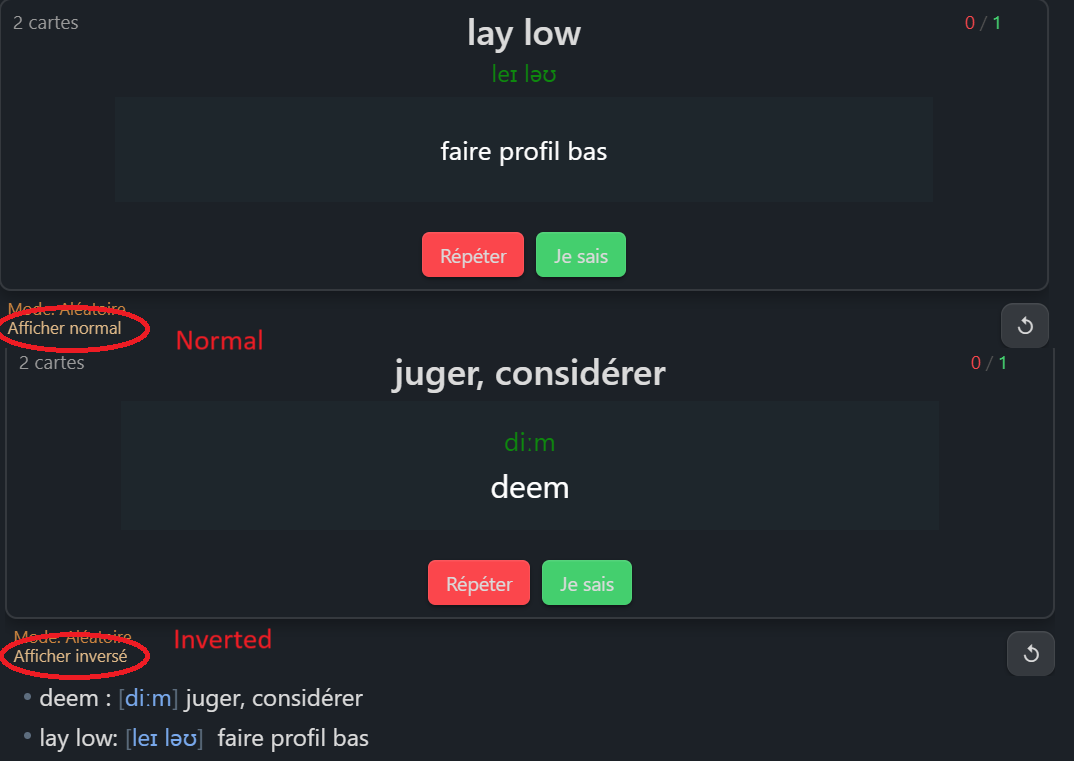 2 cartes
lay low
0 / 1
leɪ ləʊ
faire profil bas
Répéter
Je sais
Mode: Aléatoire
Afficher normal
Normal
2 cartes
juger, considérer
0 / 1
diːm
deem
Répéter
Je sais
Mode: Aléatoire
Afficher inversé
Inverted
deem : [diːm] juger, considérer
lay low: [leɪ ləʊ] faire profil bas